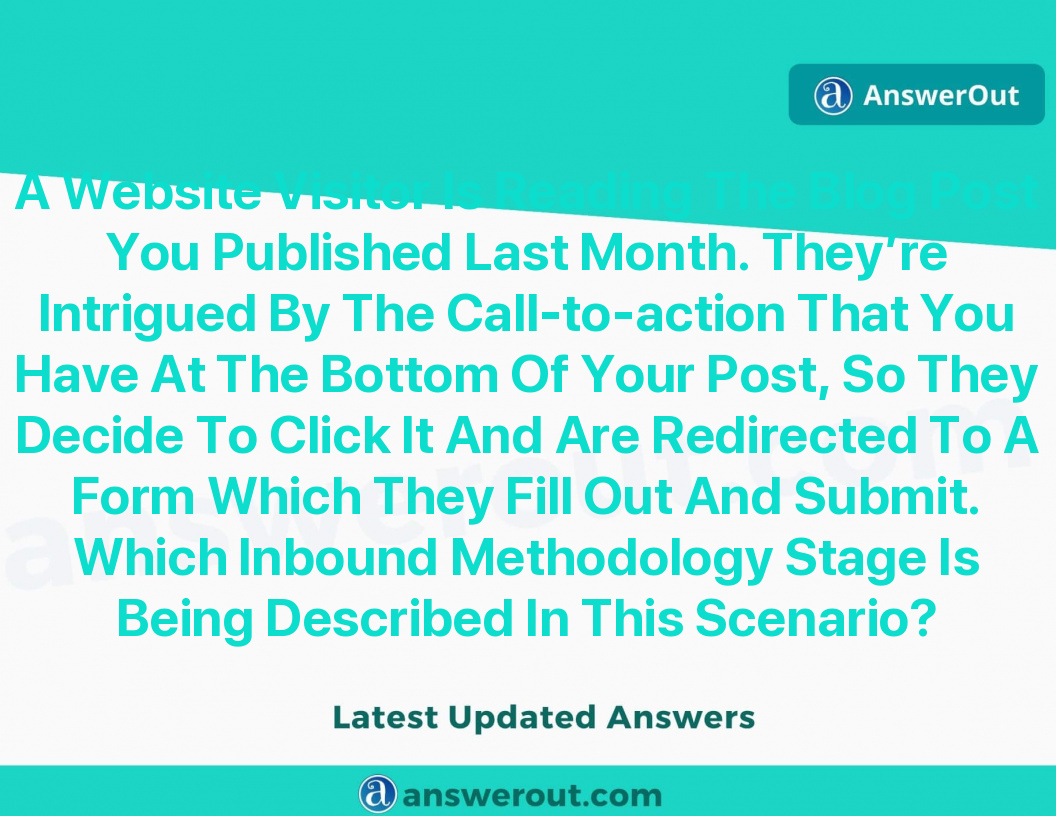 AnswerOut
A Website Visitor Is Reading The Blog Post
You Published Last Month. They’re
Intrigued By The Call-to-action That You
Have At The Bottom Of Your Post, So They
Decide To Click It And Are Redirected To A
Form Which They Fill Out And Submit.
Which Inbound Methodology Stage Is
Being Described In This Scenario?
answerout.com
Latest Updated Answers
answerout.com